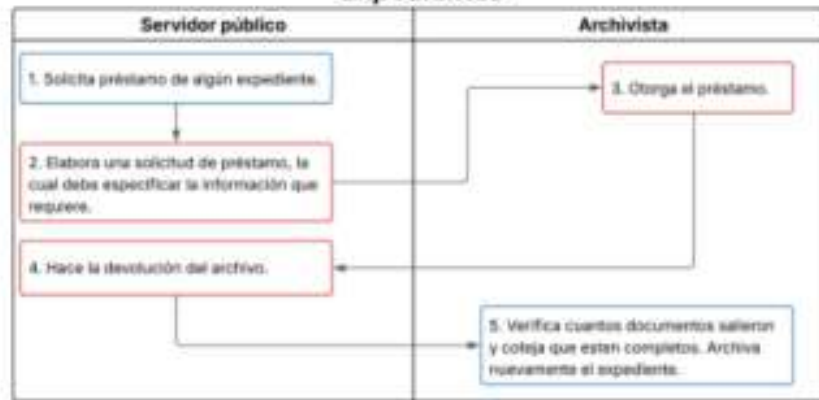 Servidor público
Archivista
1. Solicita préstamo de algún expediente.
3. Otorga el préstamo.
2. Elabora una solicitud de préstamo, la
cual debe especificar la información que
requiere.
4. Hace la devolución del archivo.
5. Verifica cuantos documentos salieron
y coteja que esten completos. Archiva
nuevamente el expediente.